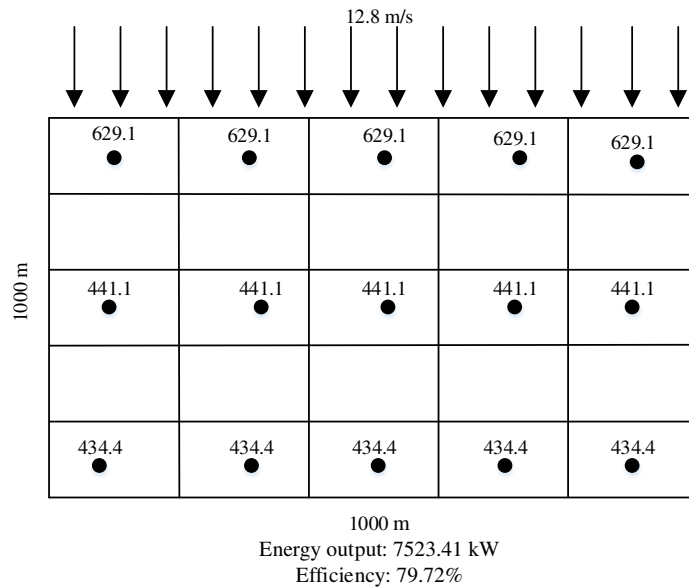 12.8 m/s
629.1 629.1 629.1 629.1 629.1
1000 m
441.1 441.1 441.1 441.1 441.1
434.4 434.4 434.4 434.4 434.4
1000 m
Energy output: 7523.41 kW
Efficiency: 79.72%